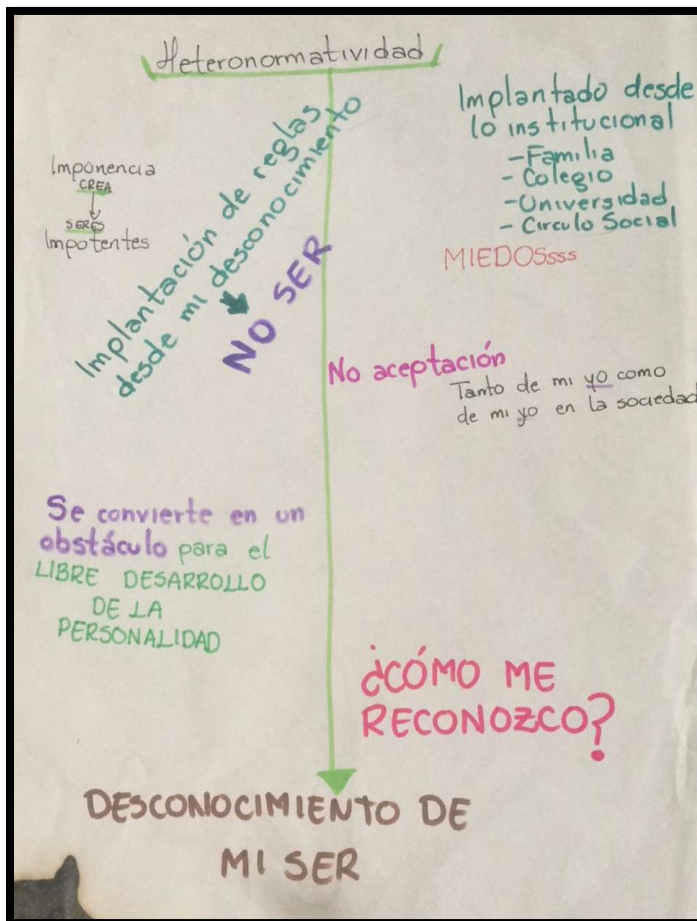 Heteronormatividad
Implantado desde
lo institucional
-Familia
-Colegio
-Universidad
-Circulo Social
MIEDOSsss
Imponencia
CREA
SERES
Impotentes
Implantación de reglas
desde mi desconocimiento
NO SER
No aceptación
Tanto de mi yo como
de mi yo en la sociedad
Se convierte en un
obstáculo para el
LIBRE DESARROLLO
DE LA
PERSONALIDAD
¿CÓMO ME
RECONOZCO?
DESCONOCIMIENTO DE
MI SER